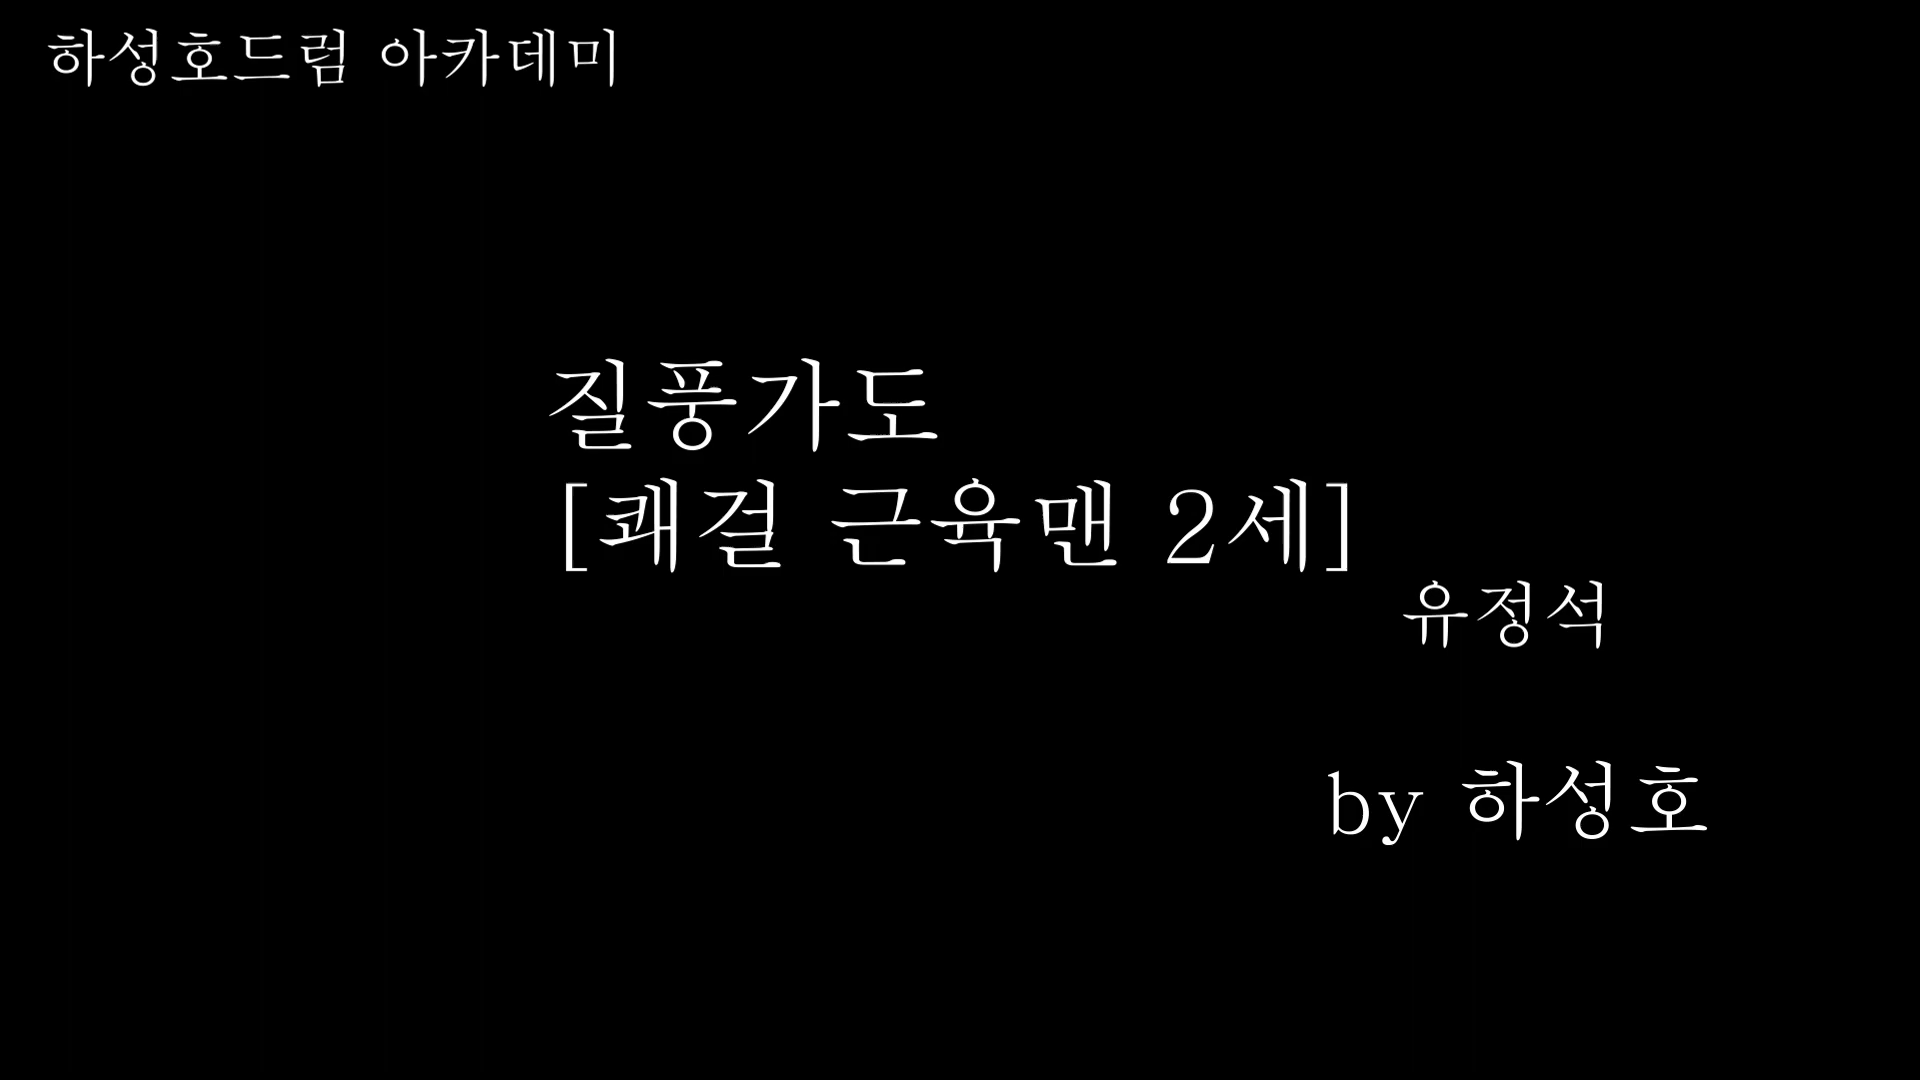 하성호드럼 아카데미
질풍가도
[쾌걸 근육맨 2세]
유정석
by 하성호